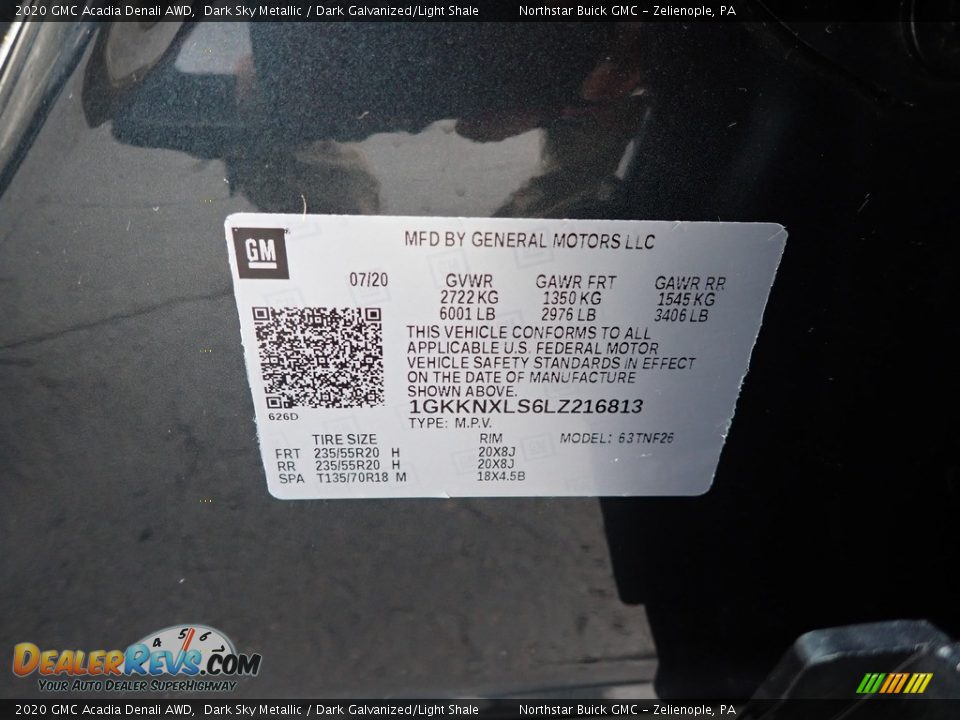 2020 GMC Acadia Denali AWD, Dark Sky Metallic / Dark Galvanized/Light Shale Northstar Buick GMC - Zelienople, PA
GM
MFD BY GENERAL MOTORS LLC
07/20 GVWR GAWR FRT GAWR RR
2722 KG 1350 KG 1545 KG
6001 LB 2976 LB 3406 LB
THIS VEHICLE CONFORMS TO ALL
APPLICABLE U.S. FEDERAL MOTOR
VEHICLE SAFETY STANDARDS IN EFFECT
ON THE DATE OF MANUFACTURE
SHOWN ABOVE.
626D
1GKKNXLS6LZ216813
TYPE: M.P.V.
TIRE SIZE RIM MODEL: 63TNF26
FRT 235/55R20 H 20X8J
RR 235/55R20 H 20X8J
SPA T135/70R18 M 18X4.5B
4 5 6
DealerRevs.com
Your Auto Dealer SuperHighway
2020 GMC Acadia Denali AWD, Dark Sky Metallic / Dark Galvanized/Light Shale Northstar Buick GMC - Zelienople, PA